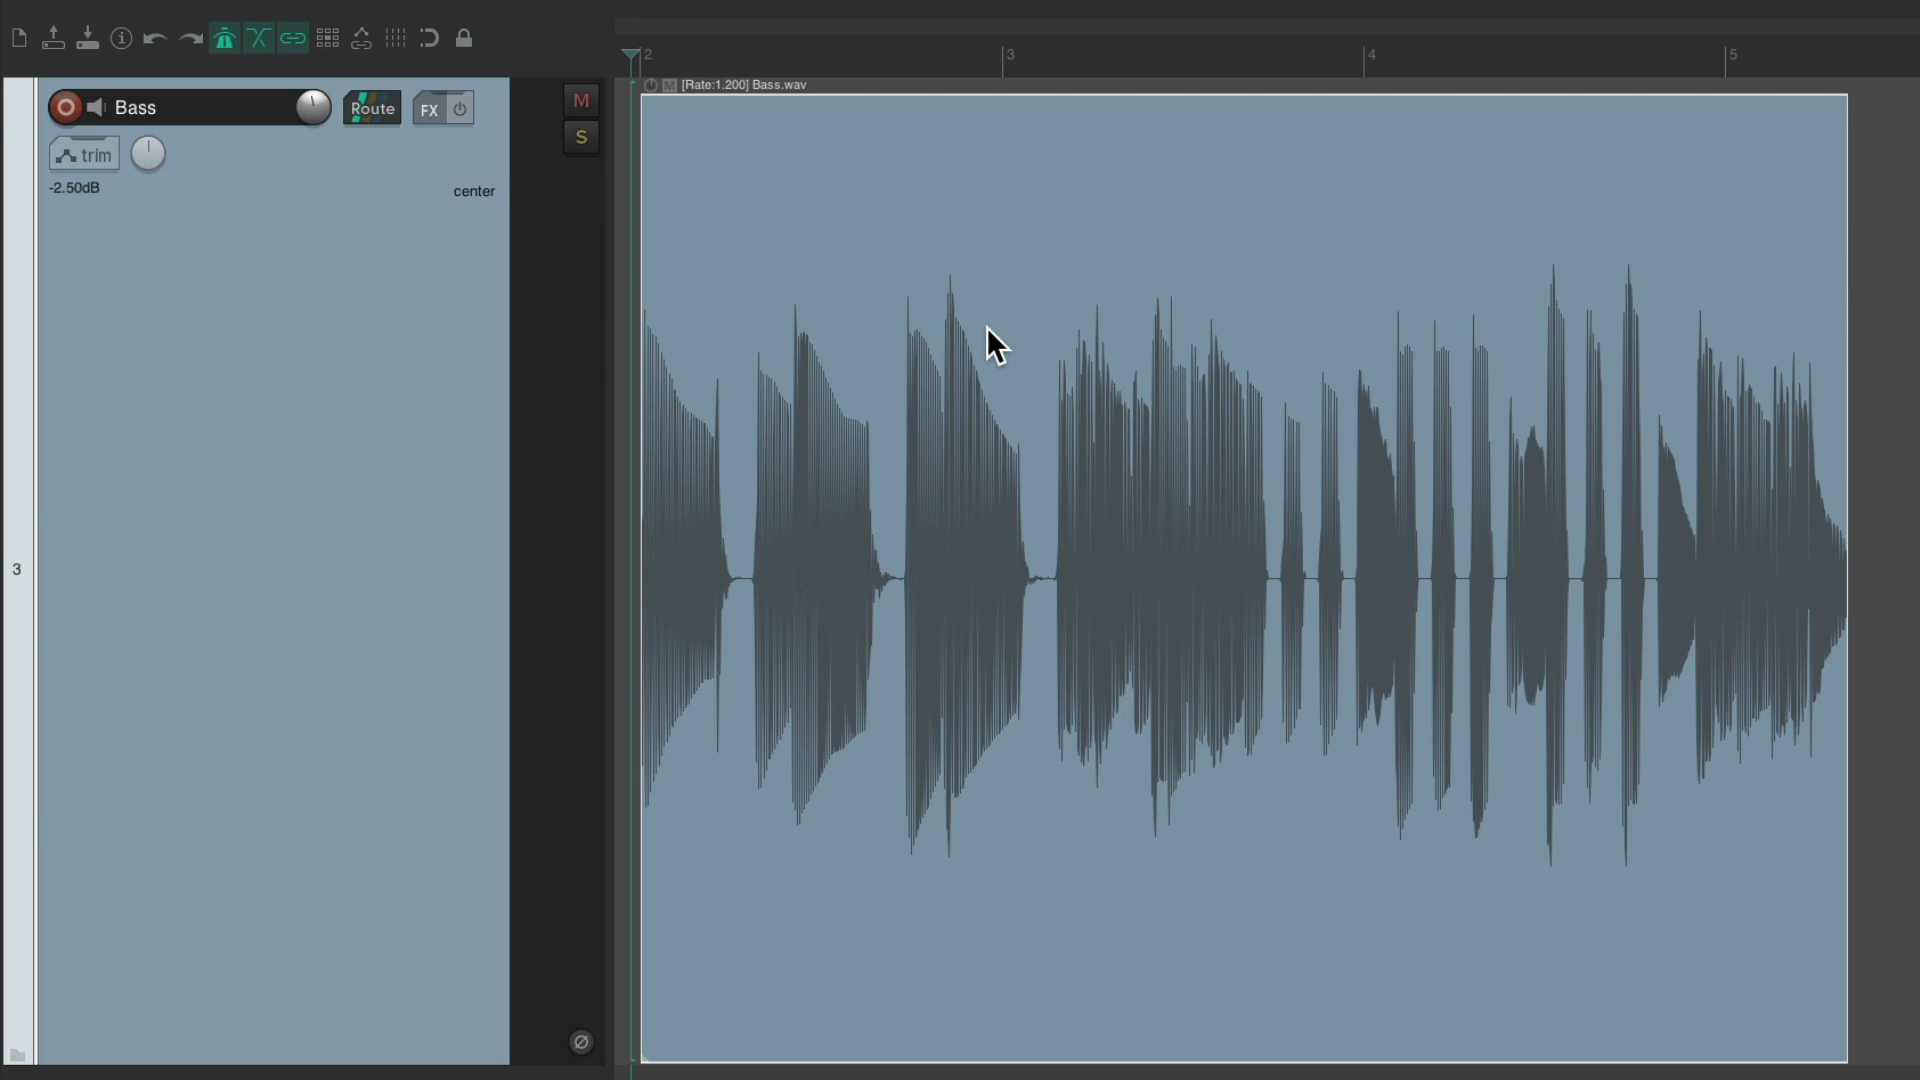 2 3 4 5
[Rate:1.200] Bass.wav
Bass Route FX M
S
trim
-2.50dB center
3